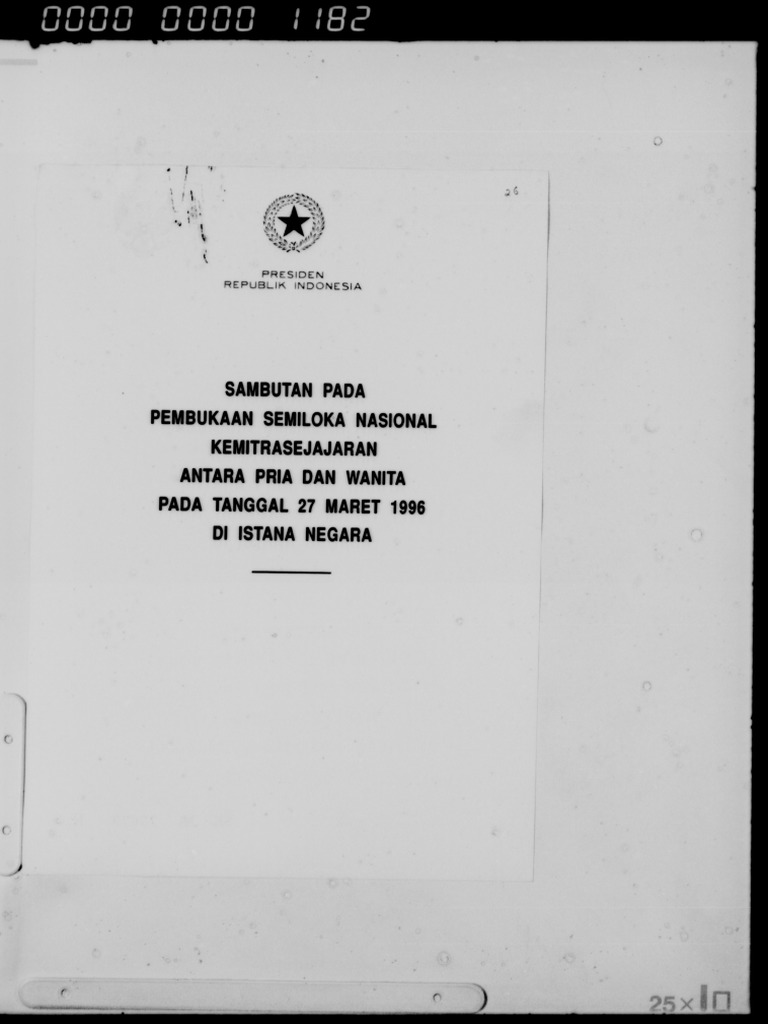 0000 0000 1182
26
PRESIDEN
REPUBLIK INDONESIA
SAMBUTAN PADA
PEMBUKAAN SEMILOKA NASIONAL
KEMITRASEJAJARAN
ANTARA PRIA DAN WANITA
PADA TANGGAL 27 MARET 1996
DI ISTANA NEGARA
25×